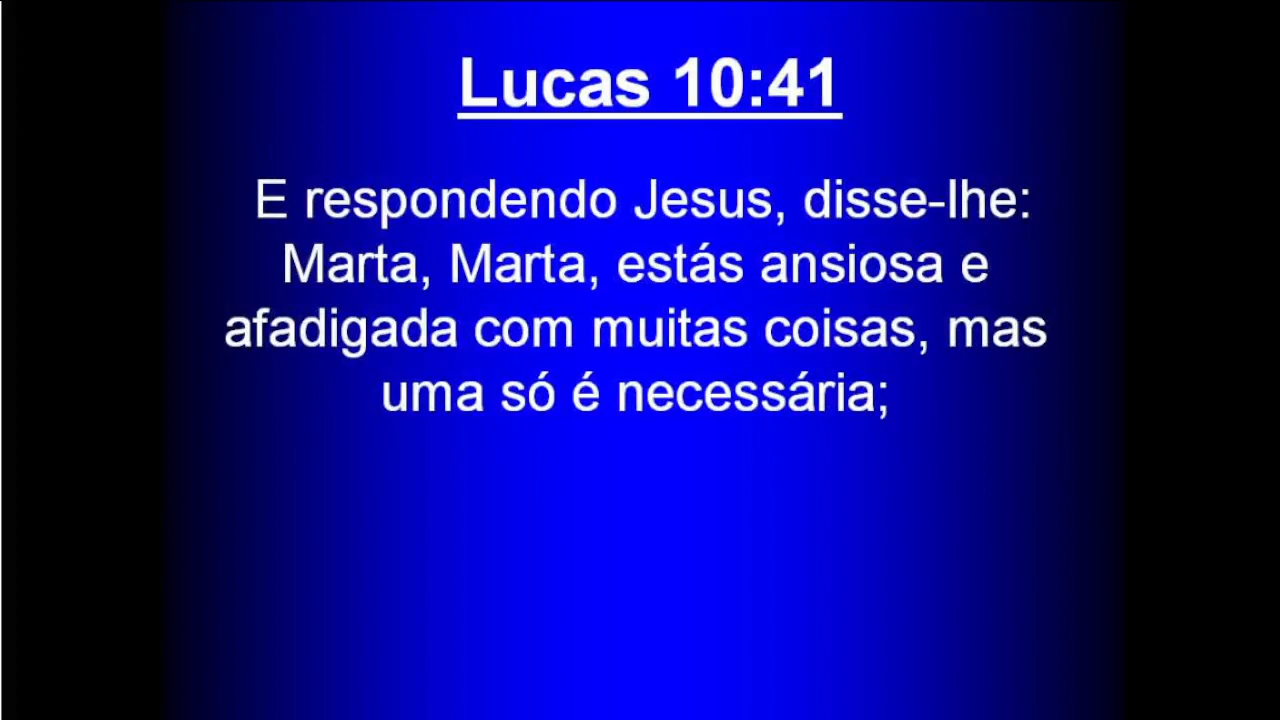 Lucas 10:41
E respondendo Jesus, disse-lhe:
Marta, Marta, estás ansiosa e
afadigada com muitas coisas, mas
uma só é necessária;